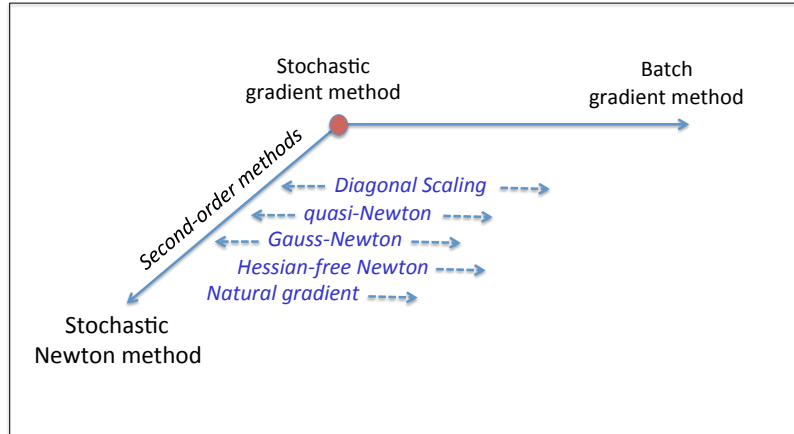 Stochastic
gradient method
Batch
gradient method
Second-order methods
Diagonal Scaling
quasi-Newton
Gauss-Newton
Hessian-free Newton
Natural gradient
Stochastic
Newton method